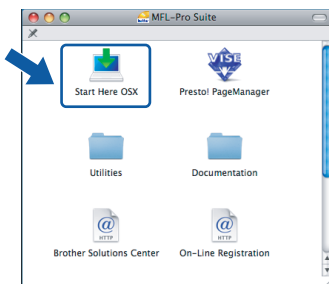 MFL-Pro Suite
Start Here OSX
VISE
Presto! PageManager
Utilities
Documentation
@
HTTP
@
HTTP
Brother Solutions Center
On-Line Registration